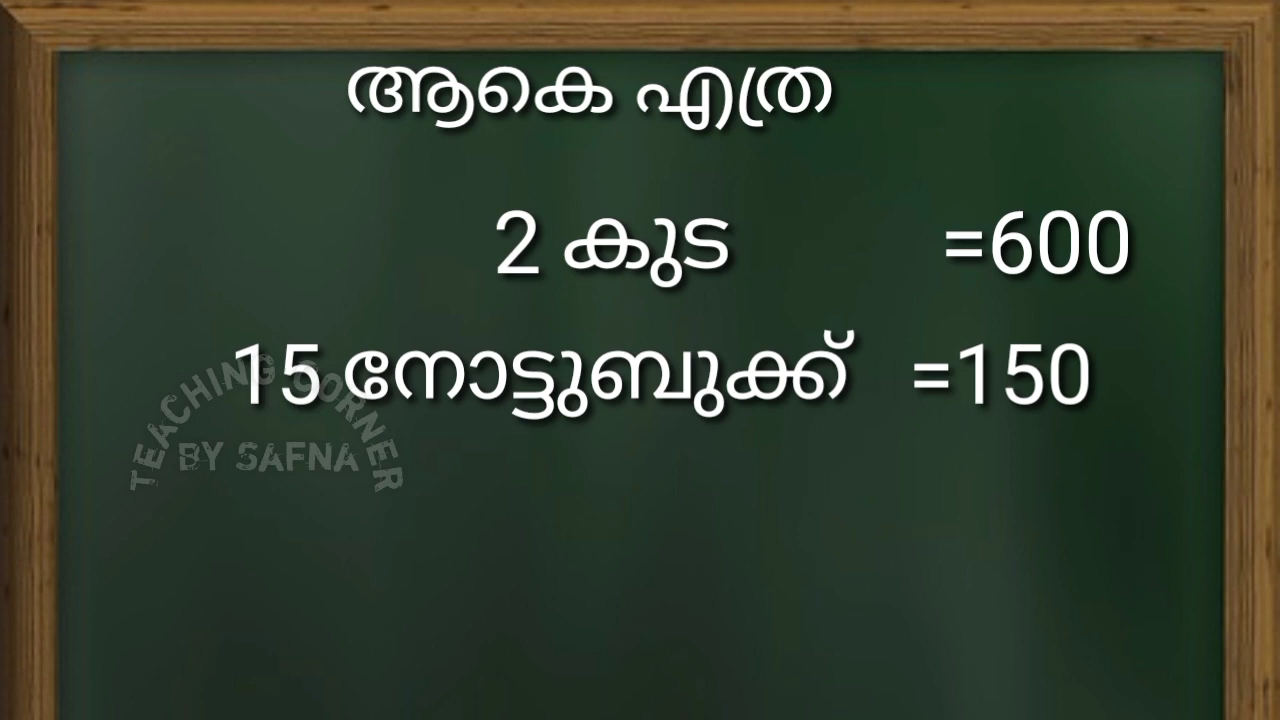 ആകെ എത്ര
2 കുട =600
15 നോട്ടുബുക്ക് =150
TEACHING CORNER
BY SAFNA